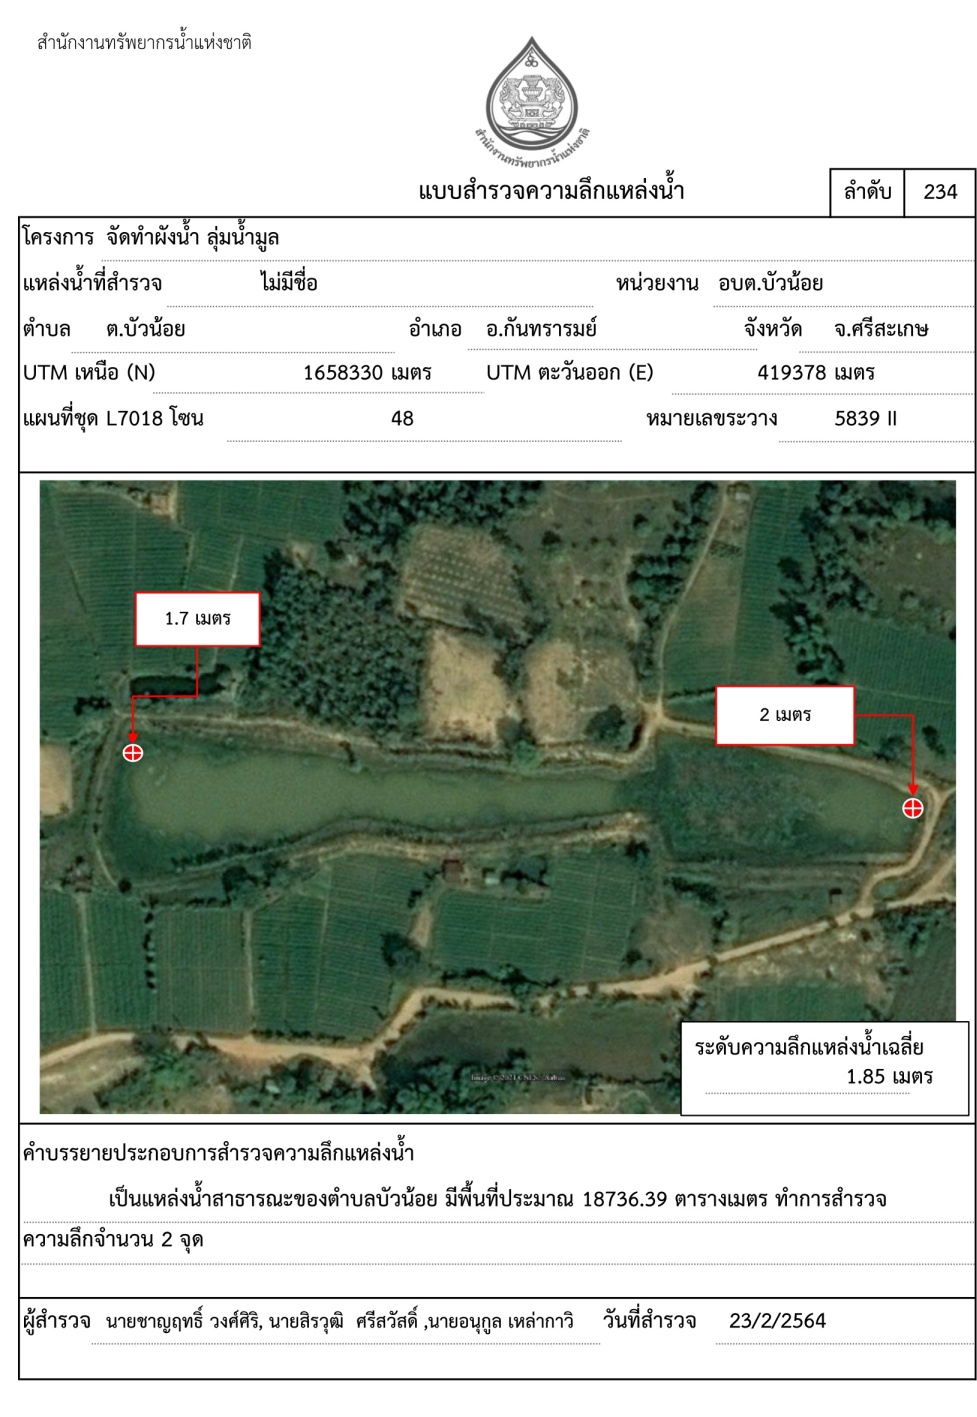 สำนักงานทรัพยากรน้ำแห่งชาติ
สำนักงานทรัพยากรน้ำแห่งชาติ
แบบสำรวจความลึกแหล่งน้ำ ลำดับ 234
โครงการ จัดทำผังน้ำ ลุ่มน้ำมูล
แหล่งน้ำที่สำรวจ ไม่มีชื่อ หน่วยงาน อบต.บัวน้อย
ตำบล ต.บัวน้อย อำเภอ อ.กันทรารมย์ จังหวัด จ.ศรีสะเกษ
UTM เหนือ (N) 1658330 เมตร UTM ตะวันออก (E) 419378 เมตร
แผนที่ชุด L7018 โซน 48 หมายเลขระวาง 5839 II
1.7 เมตร
2 เมตร
ระดับความลึกแหล่งน้ำเฉลี่ย
1.85 เมตร
คำบรรยายประกอบการสำรวจความลึกแหล่งน้ำ
เป็นแหล่งน้ำสาธารณะของตำบลบัวน้อย มีพื้นที่ประมาณ 18736.39 ตารางเมตร ทำการสำรวจ
ความลึกจำนวน 2 จุด
ผู้สำรวจ นายชาญฤทธิ์ วงศ์ศิริ, นายสิรวุฒิ ศรีสวัสดิ์ ,นายอนุกูล เหล่ากาวิ วันที่สำรวจ 23/2/2564